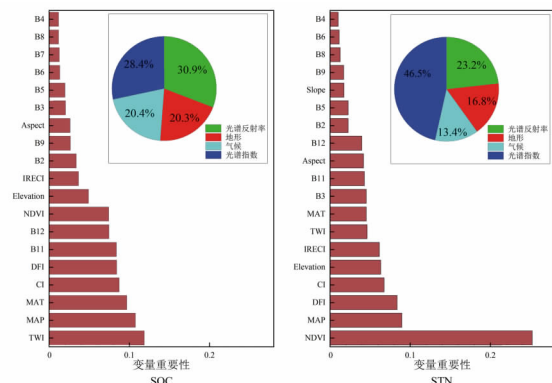 B4
B8
B7
B6
B5
B3
Aspect
B9
B2
IRECI
Elevation
NDVI
B12
B11
DFI
CI
MAT
MAP
TWI
28.4%
30.9%
20.4%
20.3%
光谱反射率
地形
气候
光谱指数
0
0.1
0.2
变量重要性
SOC
B4
B6
B8
B9
Slope
B5
B2
B12
Aspect
B11
B3
MAT
TWI
IRECI
Elevation
CI
DFI
MAP
NDVI
46.5%
23.2%
16.8%
13.4%
光谱反射率
地形
气候
光谱指数
0
0.1
0.2
变量重要性
STN